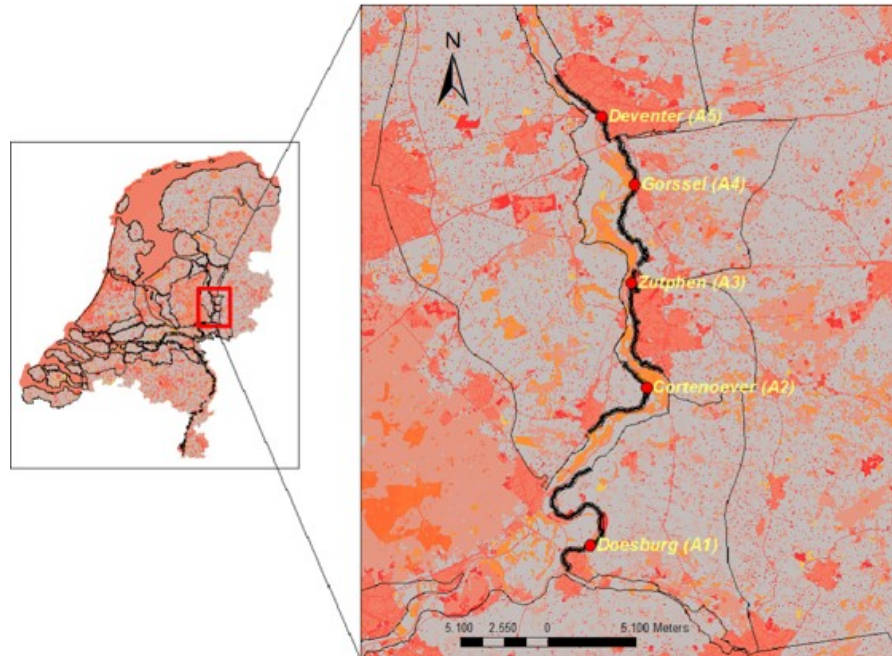 N
Deventer (A5)
Gorssel (A4)
Zutphen (A3)
Cortenoever (A2)
Doesburg (A1)
5.100 2.550 0 5.100 Meters